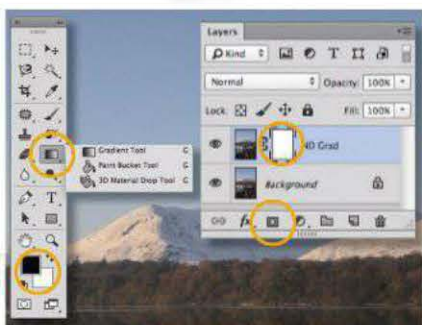 Layers
Kind
Normal Opacity: 100%
Lock: Fill: 100%
ND Grad
Background
fx
Gradient Tool G
Paint Bucket Tool G
3D Material Drop Tool G
T
T